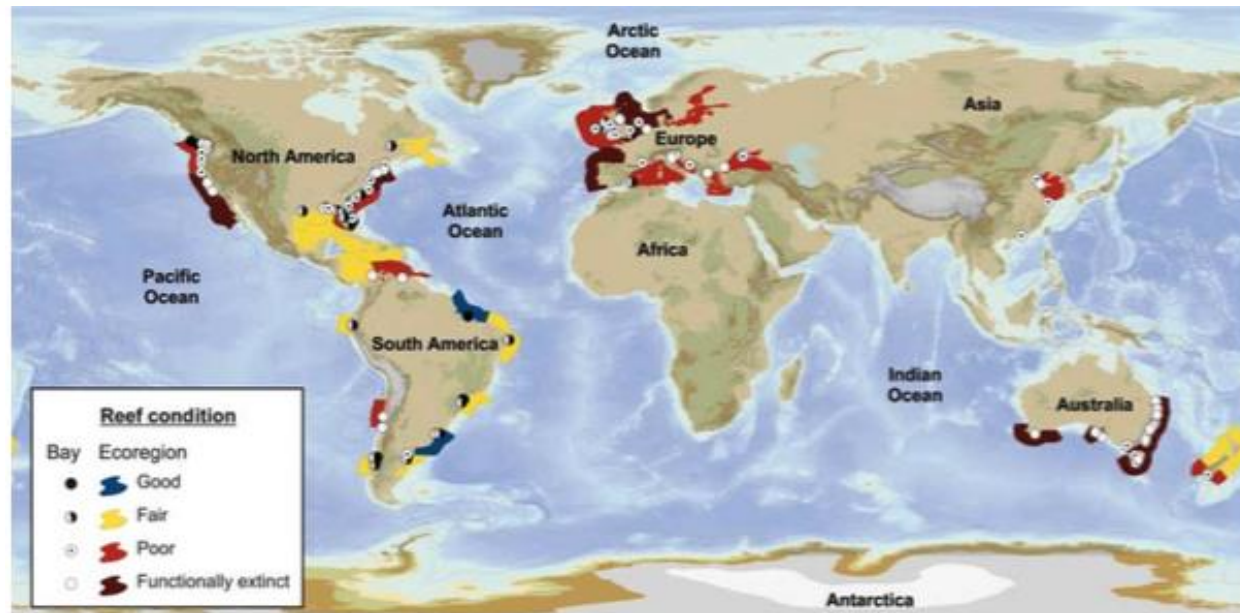 Arctic
Ocean
Asia
Europe
North America
Atlantic
Ocean
Africa
Pacific
Ocean
South America
Indian
Ocean
Australia
Reef condition
Bay Ecoregion
Good
Fair
Poor
Functionally extinct
Antarctica